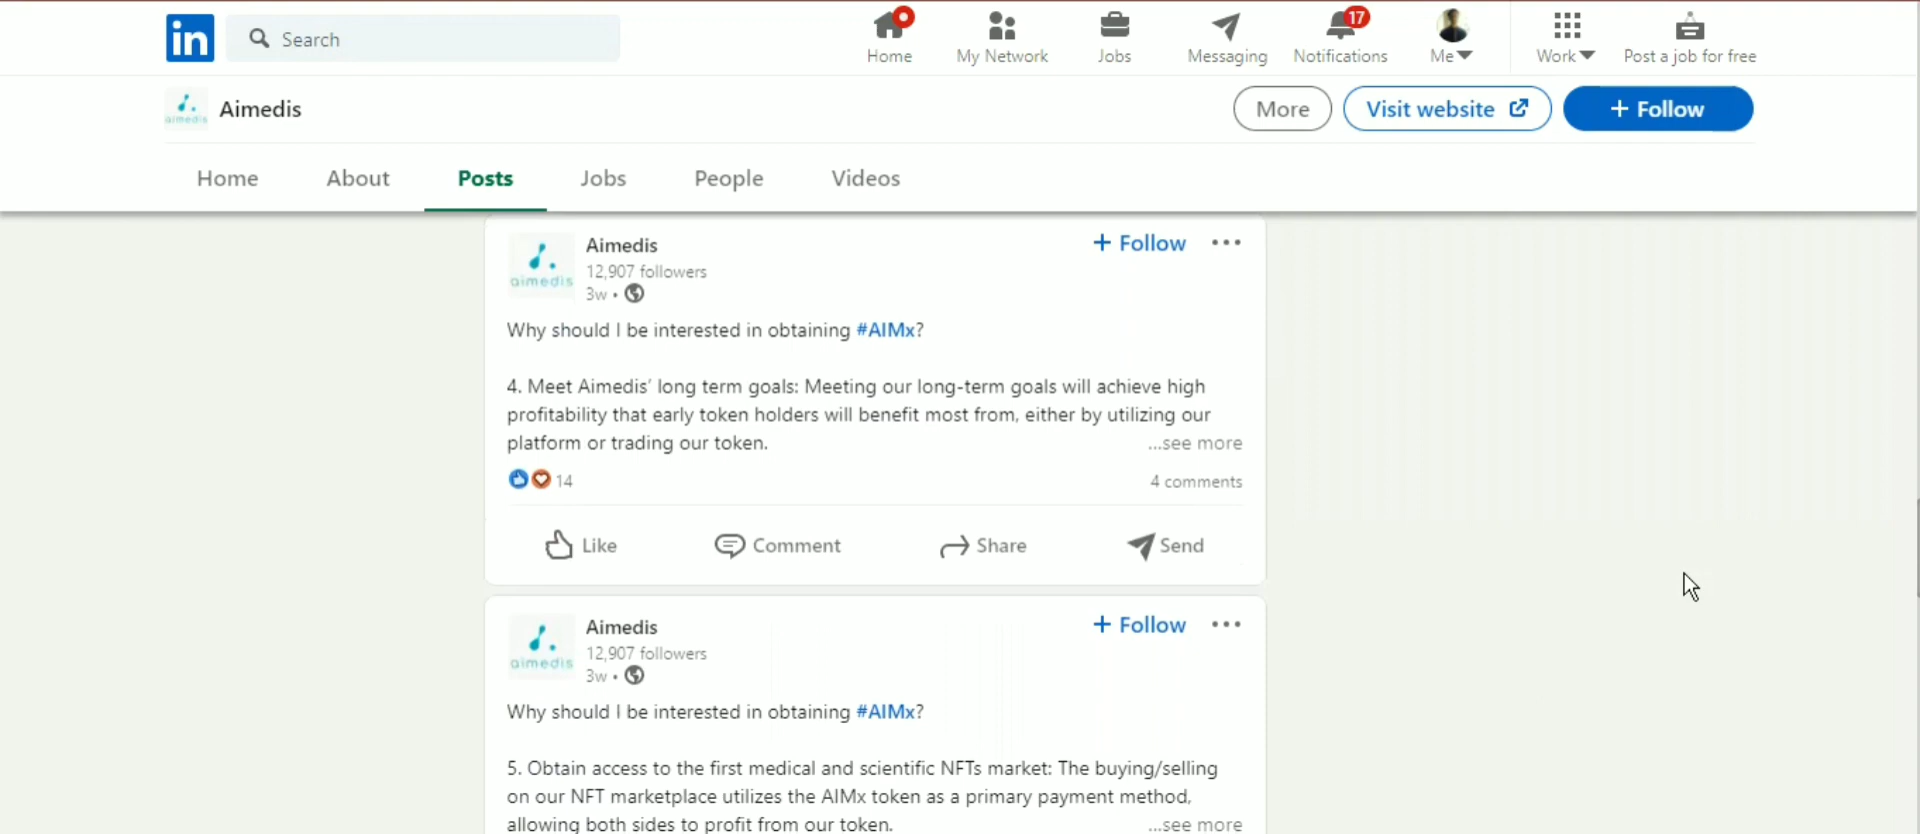 in Search
Home My Network Jobs Messaging 17 Notifications Me Work Post a job for free
aimedis Aimedis More Visit website + Follow
Home About Posts Jobs People Videos
aimedis
Aimedis + Follow
12,907 followers
3w •
Why should I be interested in obtaining #AIMx?
4. Meet Aimedis' long term goals: Meeting our long-term goals will achieve high
profitability that early token holders will benefit most from, either by utilizing our
platform or trading our token. ...see more
14 4 comments
Like Comment Share Send
aimedis
Aimedis + Follow
12,907 followers
3w •
Why should I be interested in obtaining #AIMx?
5. Obtain access to the first medical and scientific NFTs market: The buying/selling
on our NFT marketplace utilizes the AIMx token as a primary payment method,
allowing both sides to profit from our token. ...see more